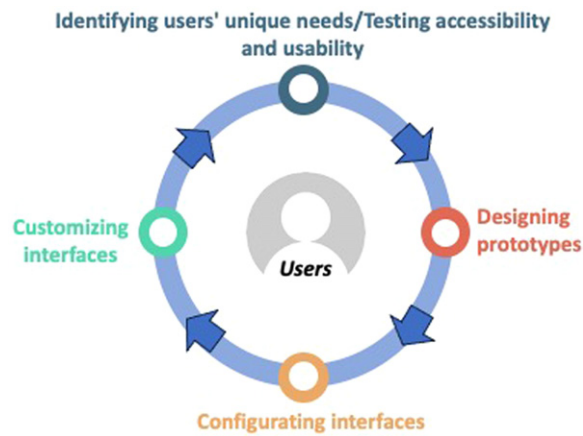 Identifying users' unique needs/Testing accessibility
and usability
Customizing
interfaces
Users
Designing
prototypes
Configurating interfaces